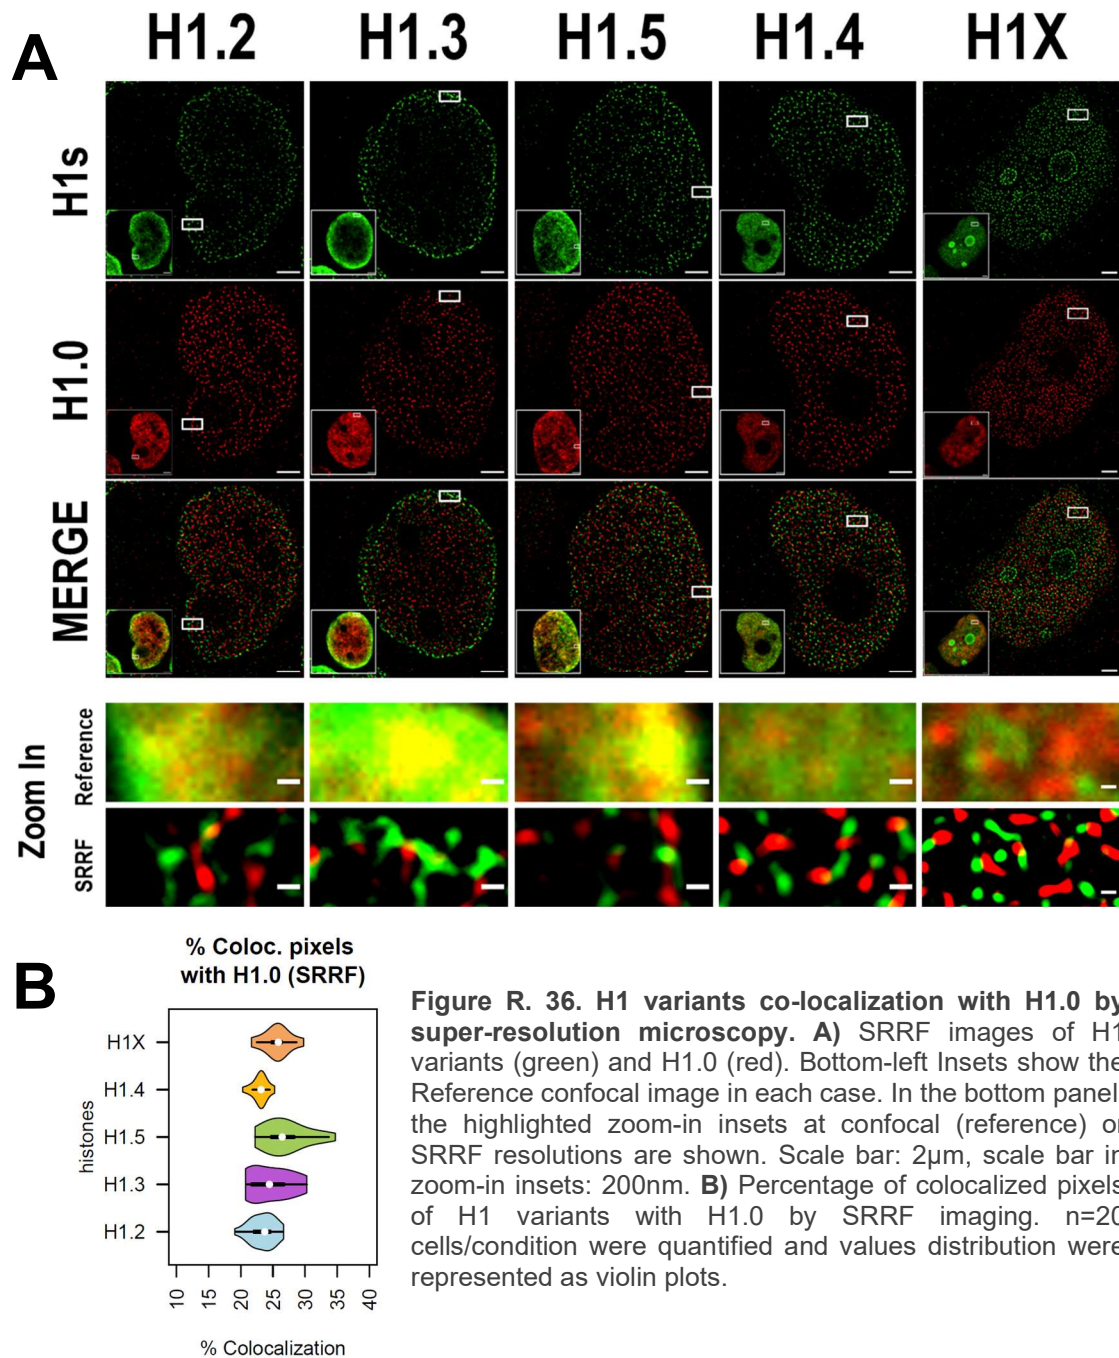 A
H1.2 H1.3 H1.5 H1.4 H1X
H1s
H1.0
MERGE
Zoom In
Reference
SRRF
B
% Coloc. pixels
with H1.0 (SRRF)
H1X
H1.4
H1.5
H1.3
H1.2
histones
10 15 20 25 30 35 40
% Colocalization
Figure R. 36. H1 variants co-localization with H1.0 by
super-resolution microscopy. A) SRRF images of H1
variants (green) and H1.0 (red). Bottom-left Insets show the
Reference confocal image in each case. In the bottom panel
the highlighted zoom-in insets at confocal (reference) or
SRRF resolutions are shown. Scale bar: 2µm, scale bar in
zoom-in insets: 200nm. B) Percentage of colocalized pixels
of H1 variants with H1.0 by SRRF imaging. n=20
cells/condition were quantified and values distribution were
represented as violin plots.